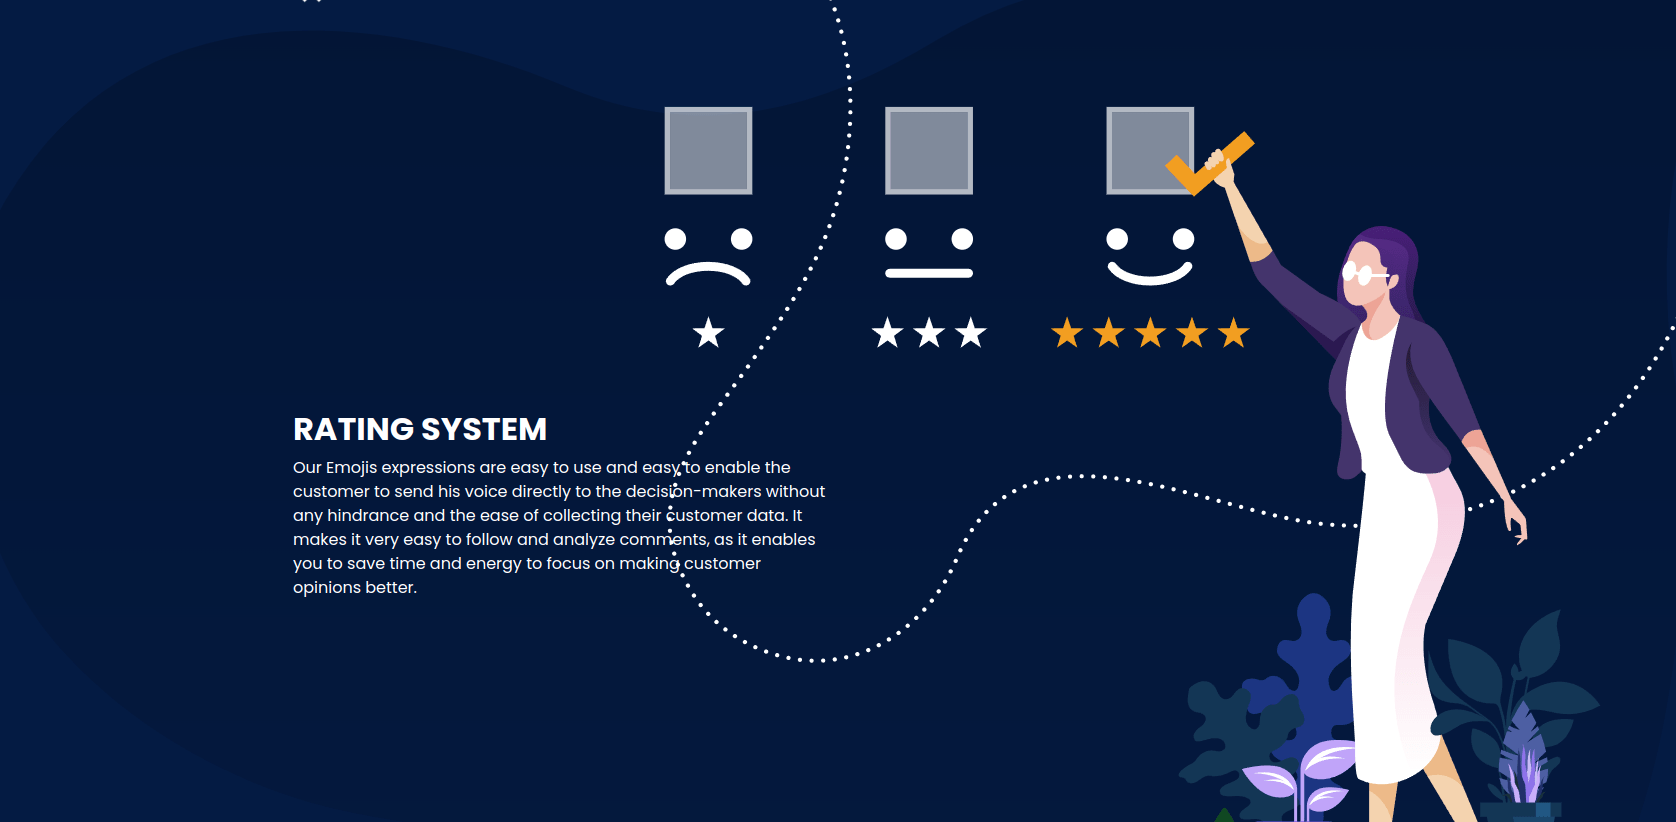 RATING SYSTEM
Our Emojis expressions are easy to use and easy to enable the
customer to send his voice directly to the decision-makers without
any hindrance and the ease of collecting their customer data. It
makes it very easy to follow and analyze comments, as it enables
you to save time and energy to focus on making customer
opinions better.